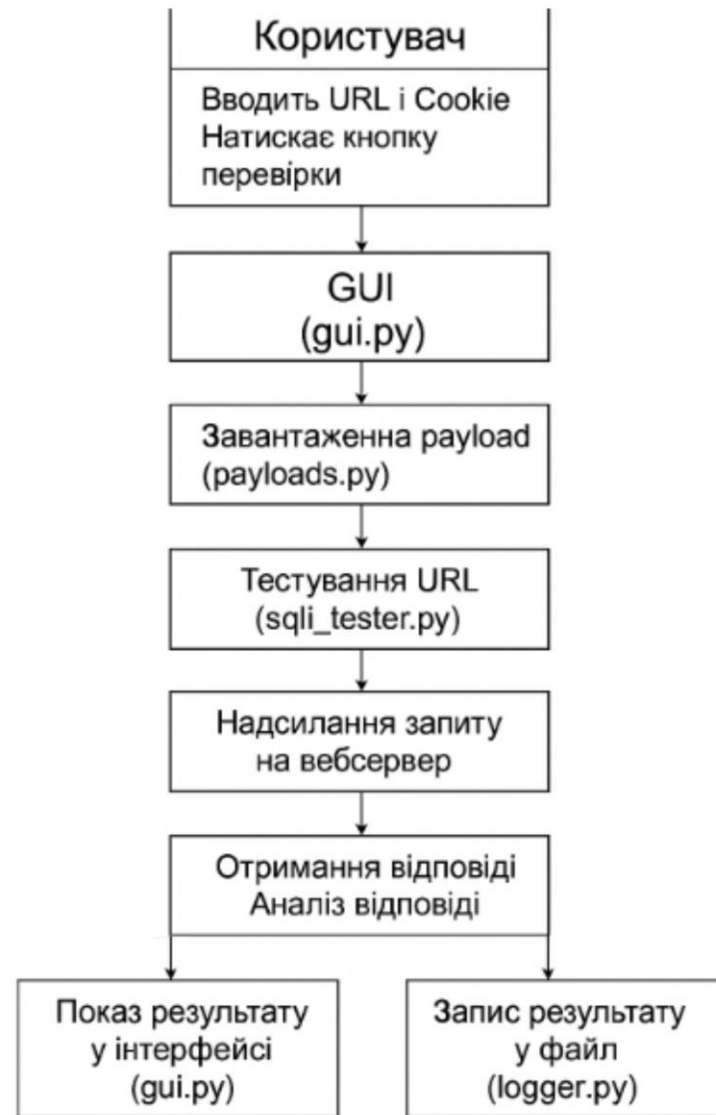 Користувач
Вводить URL і Cookie
Натискає кнопку
перевірки
GUI
(gui.py)
Завантаженна payload
(payloads.py)
Тестування URL
(sqli_tester.py)
Надсилання запиту
на вебсервер
Отримання відповіді
Аналіз відповіді
Показ результату
у інтерфейсі
(gui.py)
Запис результату
у файл
(logger.py)